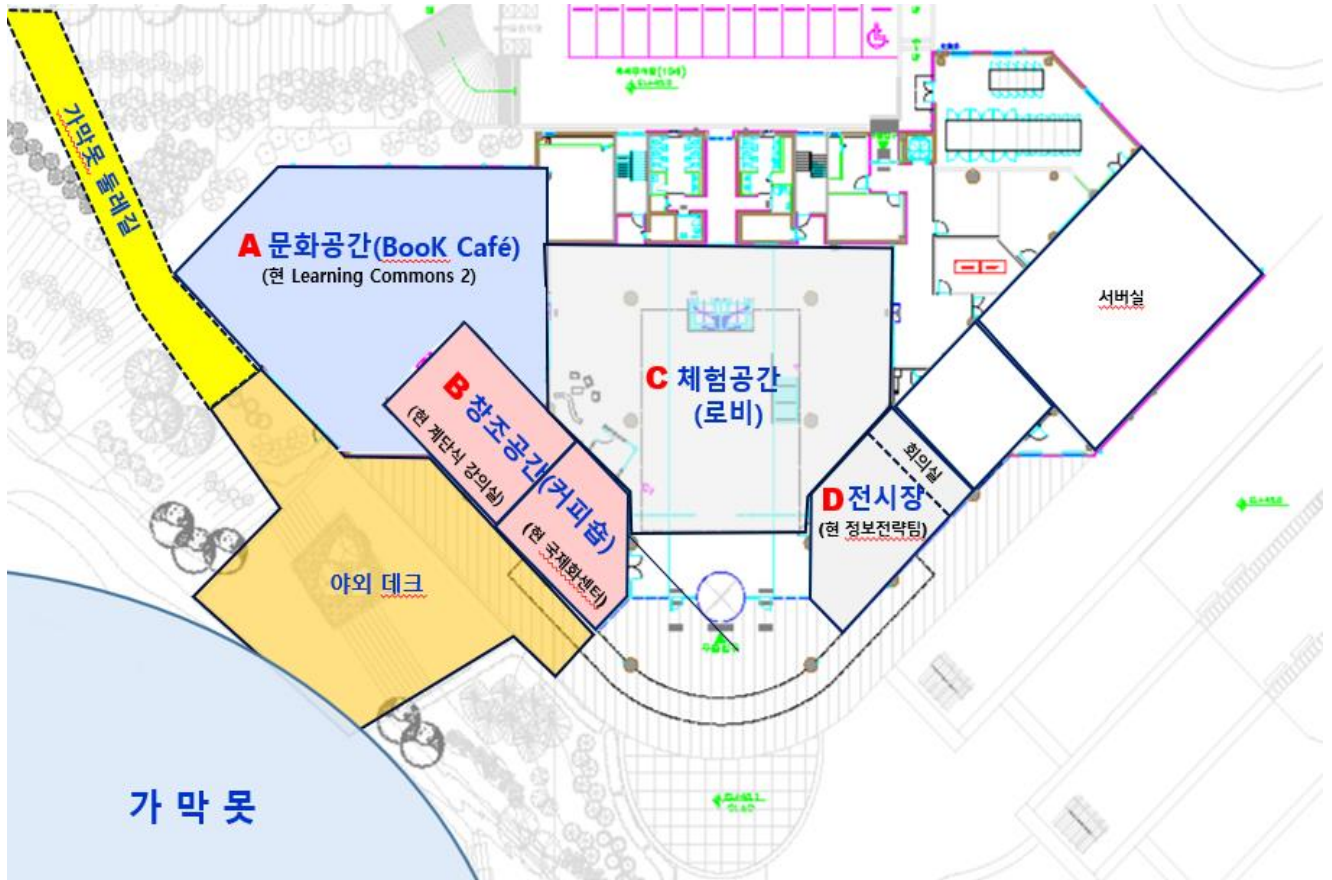 가막못 둘레길
A 문화공간(BooK Café)
(현 Learning Commons 2)
B 창조공간(커피숍)
(현 계단식 강의실)
(현 국제화센터)
C 체험공간
(로비)
회의실
D 전시장
(현 정보전략팀)
서버실
야외 데크
가 막 못